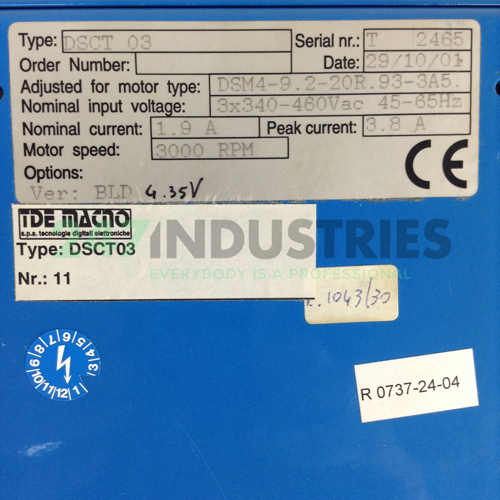 Type: DSCT 03 Serial nr.: T 2465
Order Number: Date: 29/10/01
Adjusted for motor type: DSM4-9.2-20R.93-3A5.
Nominal input voltage: 3x340-460Vac 45-65Hz
Nominal current: 1.9 A Peak current: 3.8 A
Motor speed: 3000 RPM
Options:
Ver: BLD 4.35V
CE
TDE MACNO
s.p.a. tecnologie digitali elettroniche
INDUSTRIES
Type: DSCT03
EVERYBODY IS A PROFESSIONAL
Nr.: 11
1043/30
3/4/5/6/7/8/9/10/11/12/1
R 0737-24-04